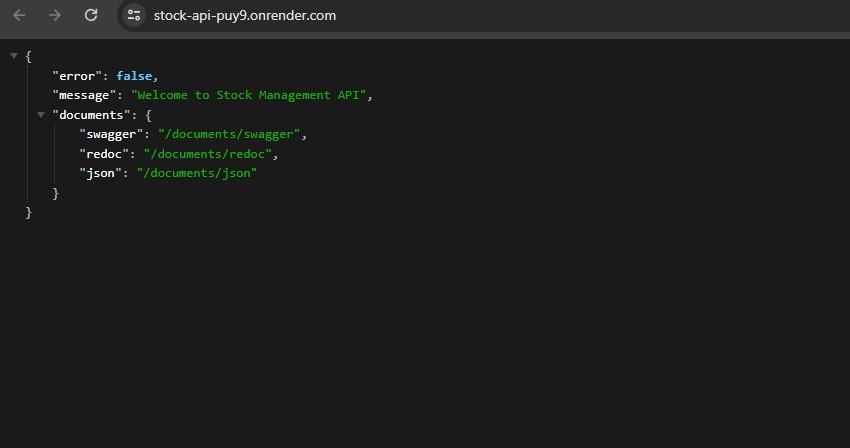 stock-api-puy9.onrender.com
{
"error": false,
"message": "Welcome to Stock Management API",
"documents": {
"swagger": "/documents/swagger",
"redoc": "/documents/redoc",
"json": "/documents/json"
}
}